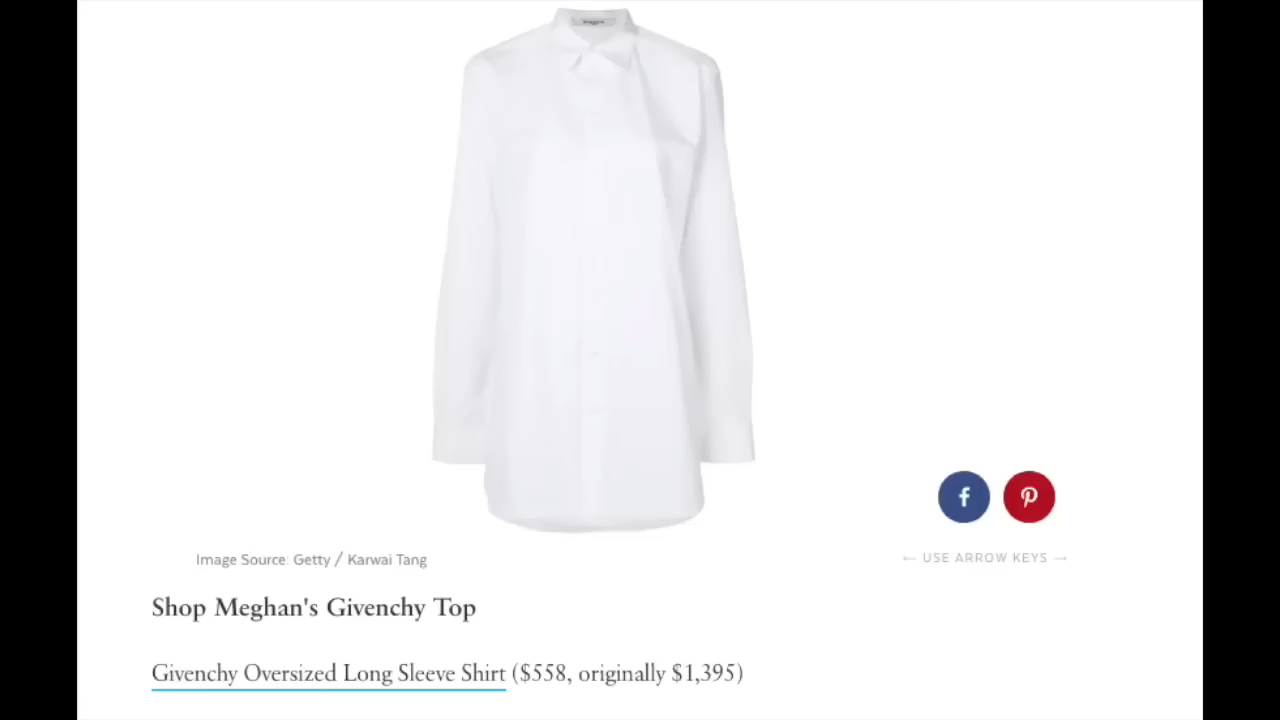 f
Image Source: Getty / Karwai Tang
← USE ARROW KEYS →
Shop Meghan's Givenchy Top
Givenchy Oversized Long Sleeve Shirt ($558, originally $1,395)